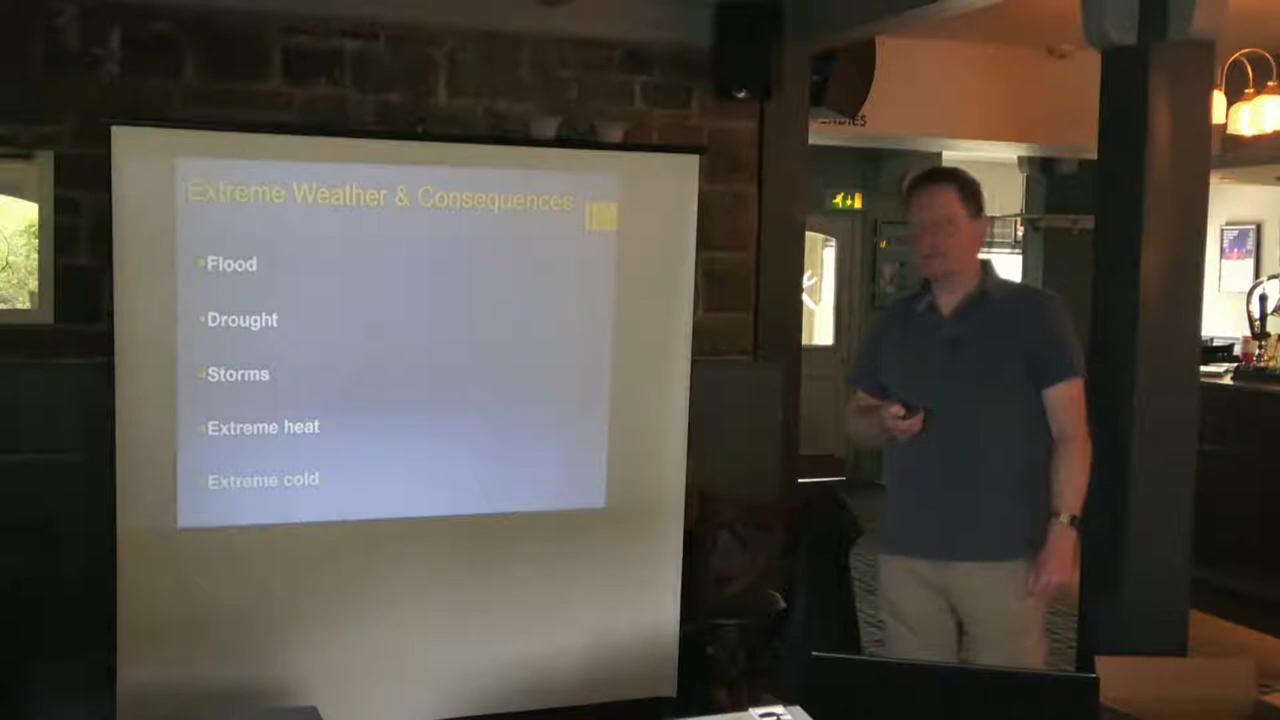 Extreme Weather & Consequences
Flood
Drought
Storms
Extreme heat
Extreme cold